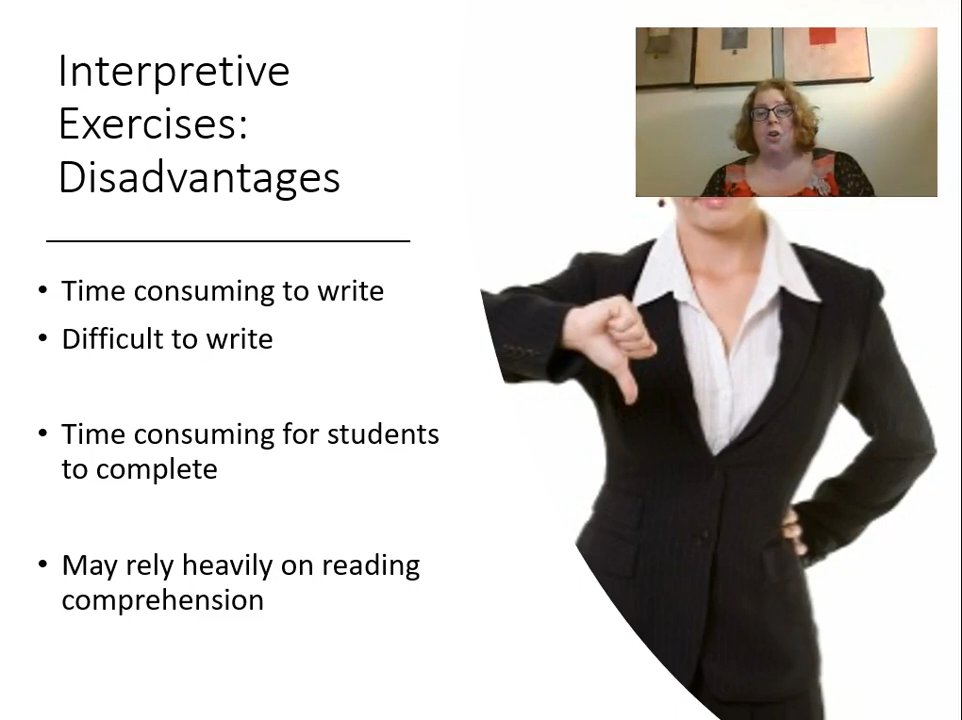 Interpretive
Exercises:
Disadvantages
• Time consuming to write
• Difficult to write
• Time consuming for students
to complete
• May rely heavily on reading
comprehension